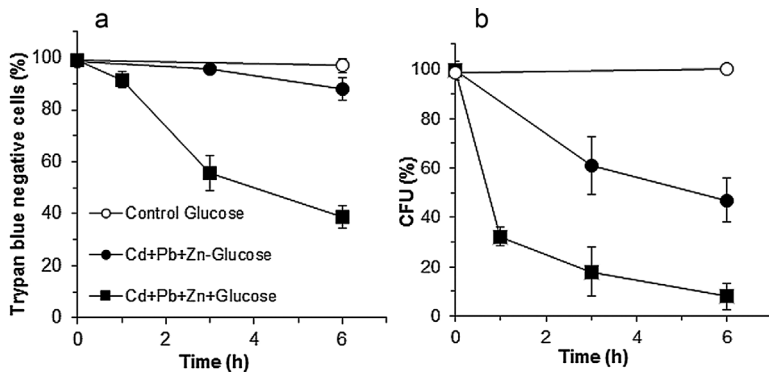 a
Trypan blue negative cells (%)
100
80
60
40
20
0
Control Glucose
Cd+Pb+Zn-Glucose
Cd+Pb+Zn+Glucose
0 2 4 6
Time (h)
b
CFU (%)
100
80
60
40
20
0
0 2 4 6
Time (h)